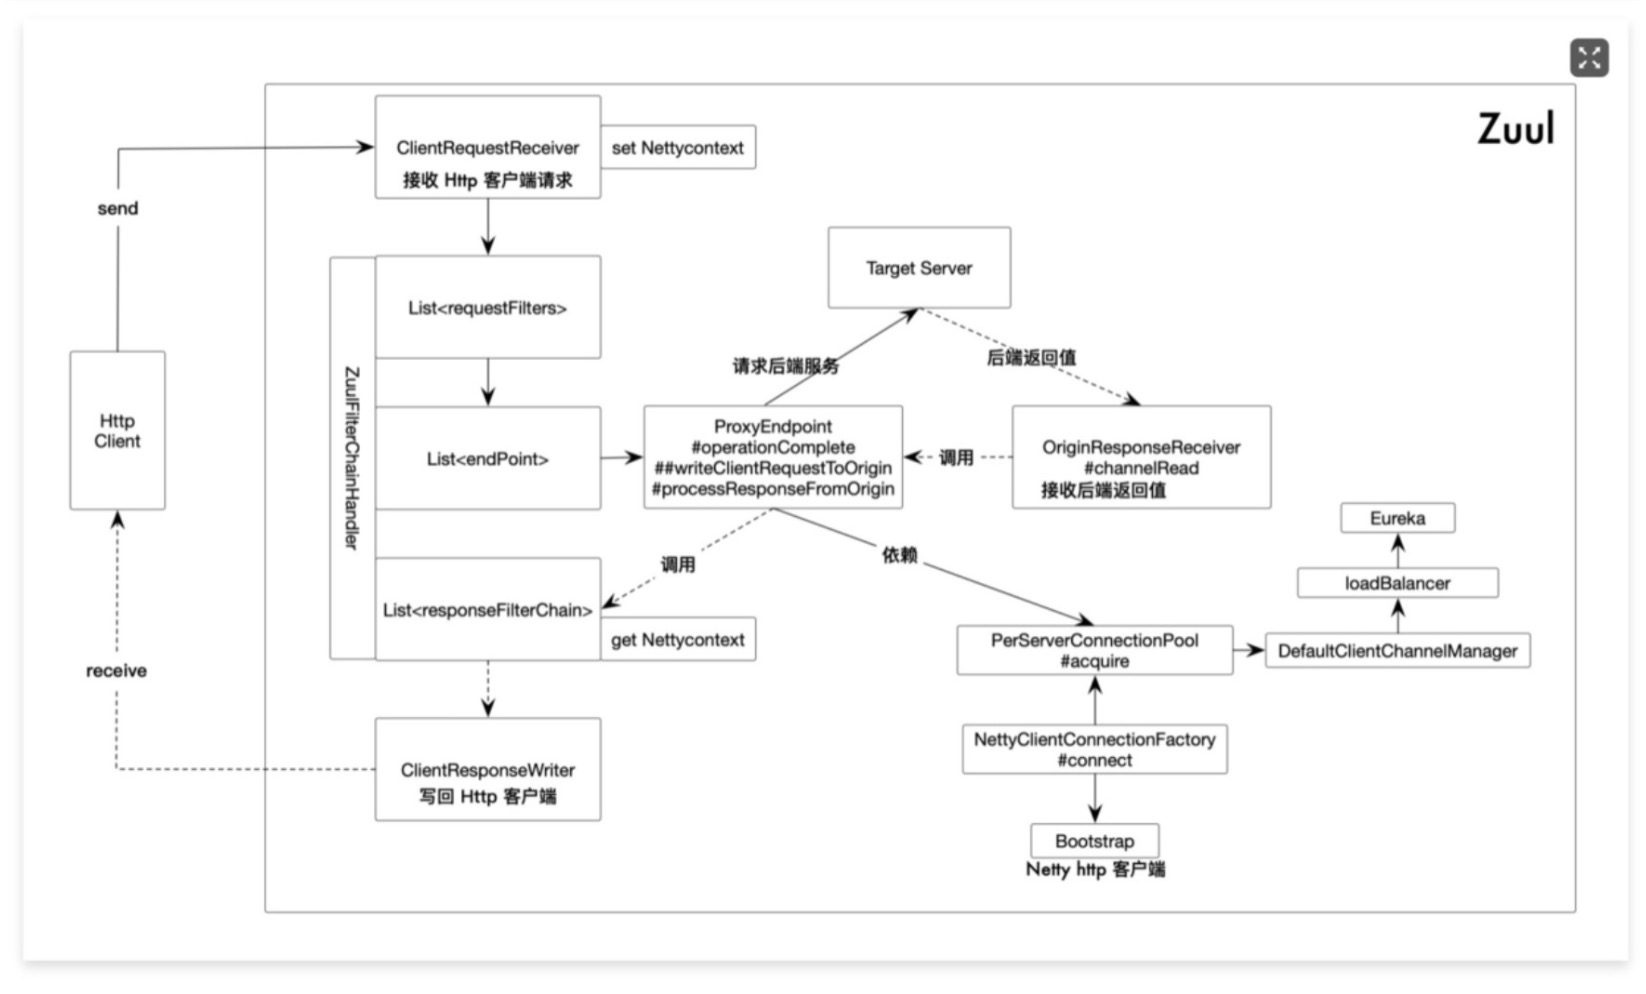 Zuul
ClientRequestReceiver
接收 Http 客户端请求
set Nettycontext
send
Target Server
List<requestFilters>
请求后端服务
后端返回值
ZuulFilterChainHandler
Http
Client
List<endPoint>
ProxyEndpoint
#operationComplete
##writeClientRequestToOrigin
#processResponseFromOrigin
调用
OriginResponseReceiver
#channelRead
接收后端返回值
Eureka
调用
依赖
loadBalancer
List<responseFilterChain>
get Nettycontext
PerServerConnectionPool
#acquire
DefaultClientChannelManager
receive
NettyClientConnectionFactory
#connect
ClientResponseWriter
写回 Http 客户端
Bootstrap
Netty http 客户端